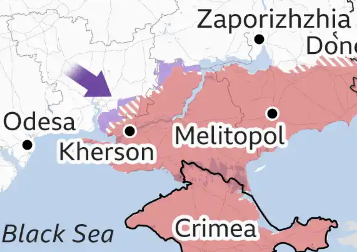 Zaporizhzhia
Done
Odesa
Kherson
Melitopol
Black Sea
Crimea